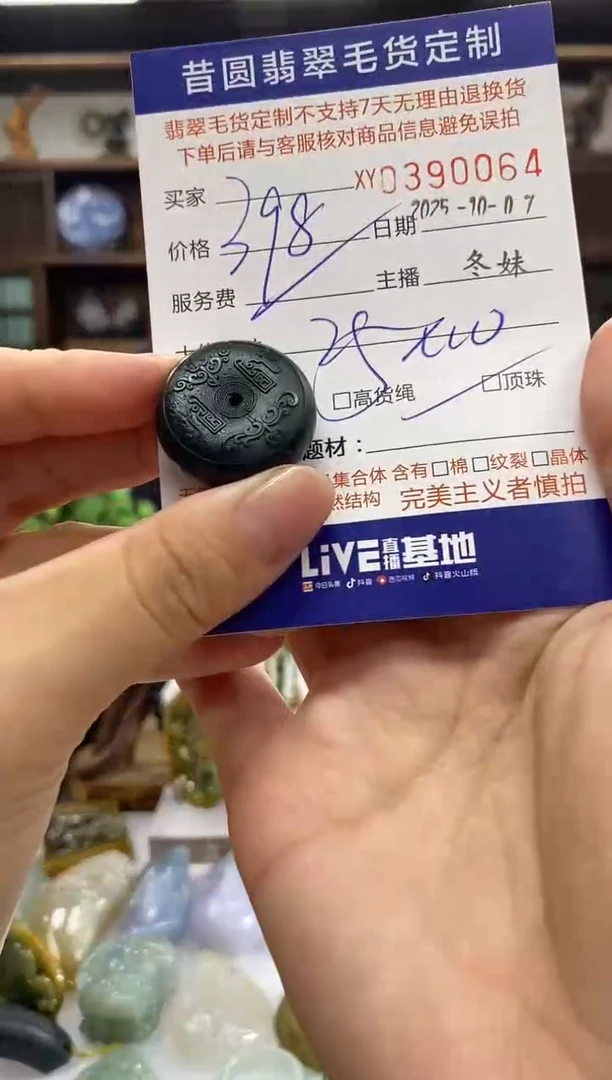 昔圆翡翠毛货定制
翡翠毛货定制不支持7天无理由退换货
下单后请与客服核对商品信息避免误拍
买家 XY0390064
价格 398 日期 2025-10-07
服务费 主播 冬妹
25
□高货绳 □顶珠
题材：
集合体 含有□棉 □纹裂 □晶体
然结构 完美主义者慎拍
LiVE直播基地
今日头条 抖音 西瓜视频 抖音火山版